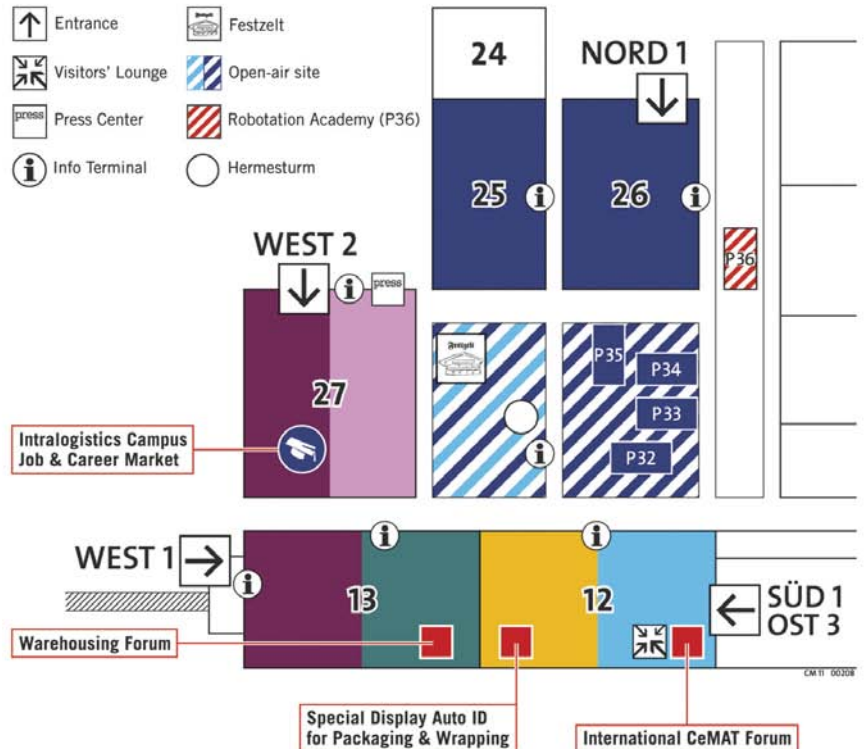 Entrance
Festzelt
Visitors' Lounge
Open-air site
press
Press Center
Robotation Academy (P36)
i
Info Terminal
Hermesturm
24
NORD 1
25
i
26
i
P36
WEST 2
i
press
Festzelt
P35
P34
27
P33
i
P32
Intralogistics Campus
Job & Career Market
WEST 1
i
i
i
13
12
SÜD 1
OST 3
Warehousing Forum
CM 11 00208
Special Display Auto ID
for Packaging & Wrapping
International CeMAT Forum